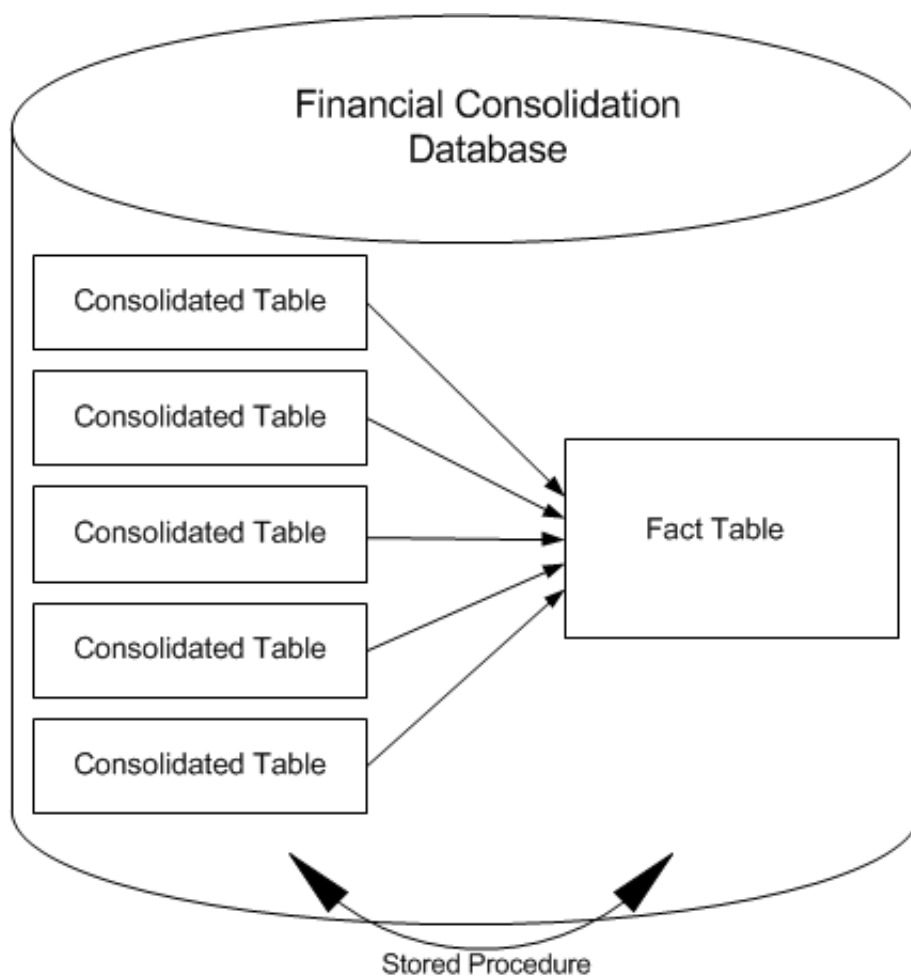 Financial Consolidation
Database
Consolidated Table
Consolidated Table
Consolidated Table
Fact Table
Consolidated Table
Consolidated Table
Stored Procedure